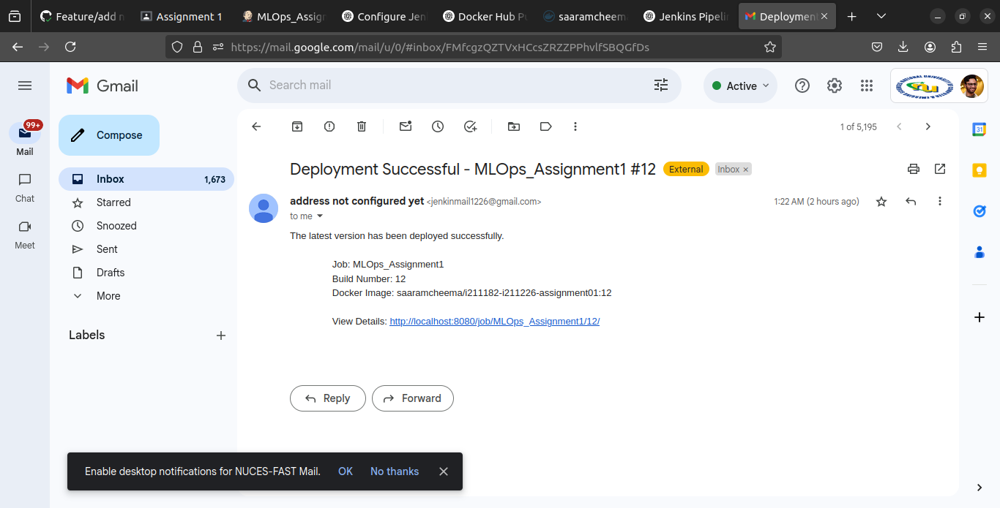 Feature/add n
Assignment 1
MLOps_Assign
Configure Jen
Docker Hub Pu
saaramcheema
Jenkins Pipelin
Deployment
https://mail.google.com/mail/u/0/#inbox/FMfcgzQZTVxHCcsZRZZPPhvlfSBQGfDs
Gmail
Search mail
Active
99+
Mail
Chat
Meet
Compose
Inbox 1,673
Starred
Snoozed
Sent
Drafts
More
Labels
1 of 5,195
31
Deployment Successful - MLOps_Assignment1 #12 External Inbox ×
address not configured yet <jenkinmail1226@gmail.com> 1:22 AM (2 hours ago)
to me
The latest version has been deployed successfully.
Job: MLOps_Assignment1
Build Number: 12
Docker Image: saaramcheema/i211182-i211226-assignment01:12
View Details: http://localhost:8080/job/MLOps_Assignment1/12/
Reply
Forward
Enable desktop notifications for NUCES-FAST Mail. OK No thanks